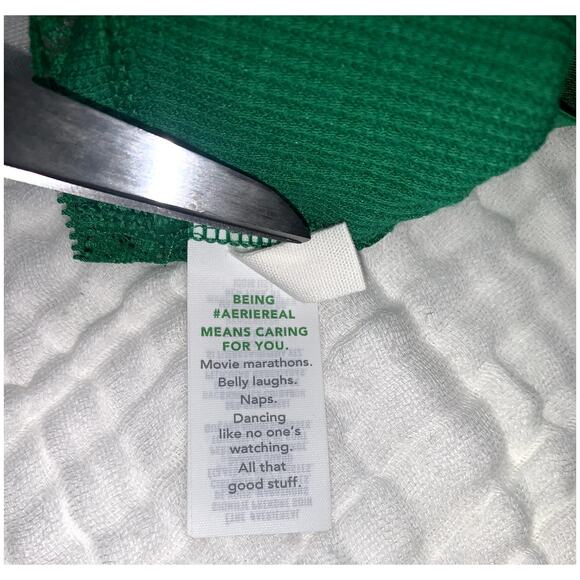 BEING
#AERIEREAL
MEANS CARING
FOR YOU.
Movie marathons.
Belly laughs.
Naps.
Dancing
like no one's
watching.
All that
good stuff.